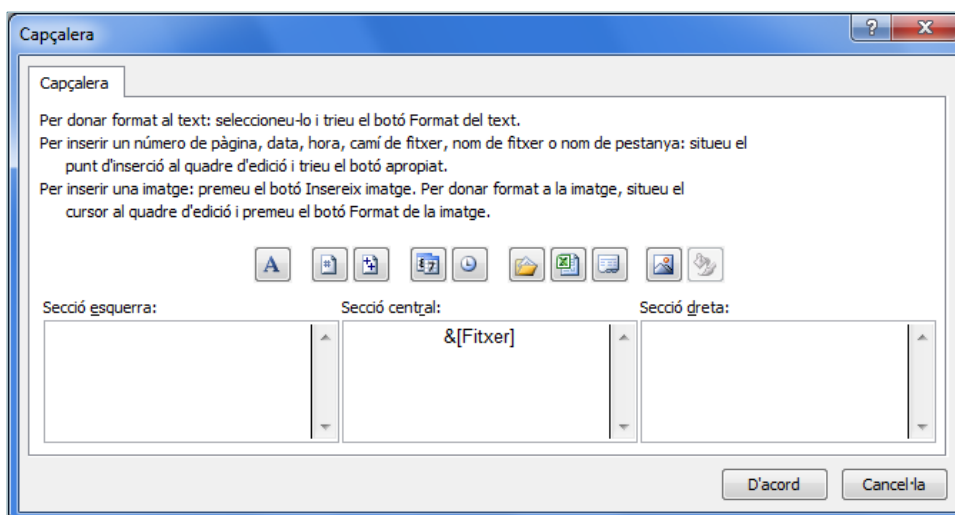 Capçalera
Capçalera
Per donar format al text: seleccioneu-lo i trieu el botó Format del text.
Per inserir un número de pàgina, data, hora, camí de fitxer, nom de fitxer o nom de pestanya: situeu el
punt d'inserció al quadre d'edició i trieu el botó apropiat.
Per inserir una imatge: premeu el botó Insereix imatge. Per donar format a la imatge, situeu el
cursor al quadre d'edició i premeu el botó Format de la imatge.
A
Secció esquerra: Secció central: Secció dreta:
&[Fitxer]
D'acord Cancel·la